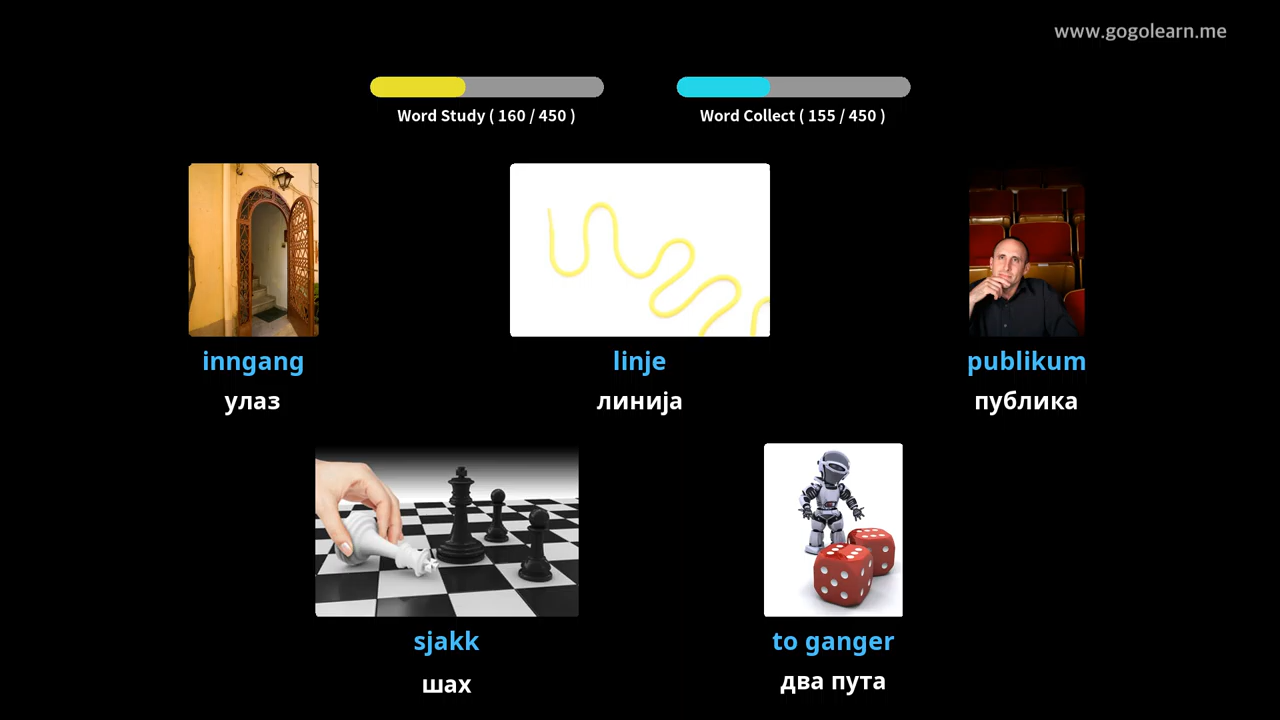 www.gogolearn.me
Word Study ( 160 / 450 )
Word Collect ( 155 / 450 )
inngang
linje
publikum
улаз
линија
публика
sjakk
to ganger
шах
два пута